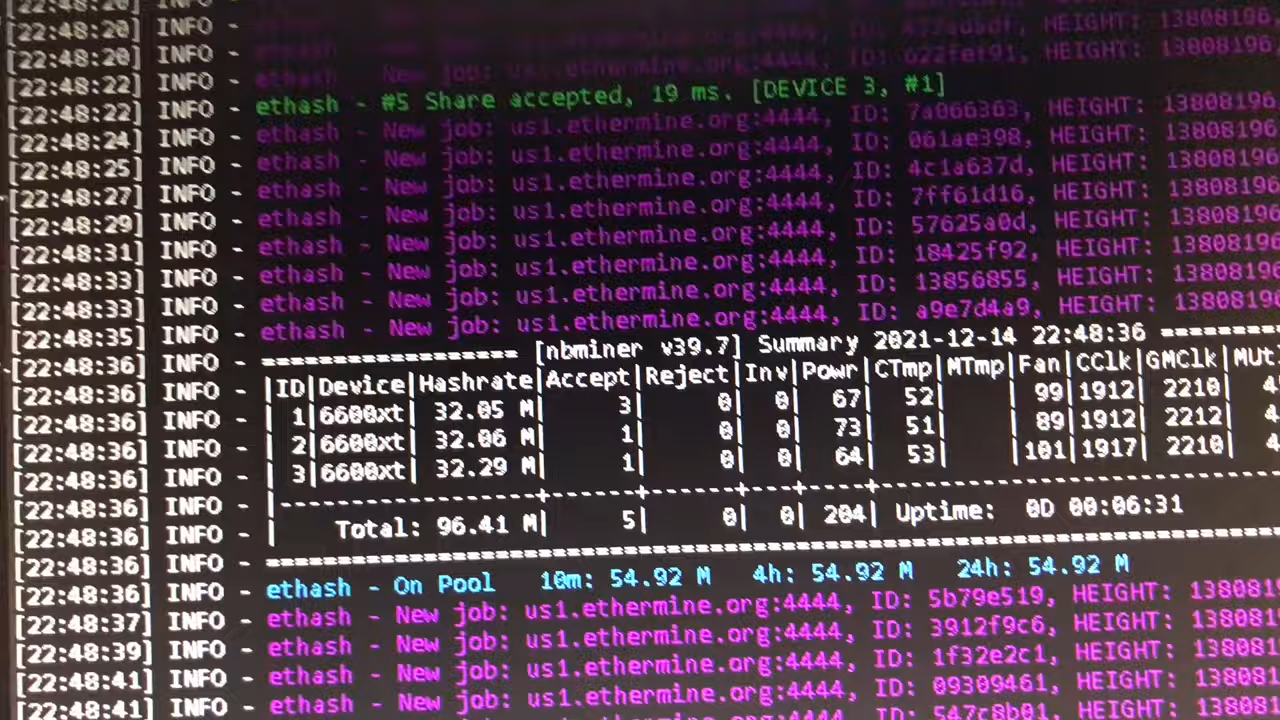 [22:48:20] INFO -
[22:48:20] INFO - ethash - New job: HEIGHT: 13808196,
[22:48:22] INFO - ethash - #5 Share accepted, 19 ms. [DEVICE 3, #1]
[22:48:22] INFO - ethash - New job: us1.ethermine.org:4444, ID: 7a066363, HEIGHT: 13808196
[22:48:24] INFO - ethash - New job: us1.ethermine.org:4444, ID: 061ae398, HEIGHT: 13808196
[22:48:25] INFO - ethash - New job: us1.ethermine.org:4444, ID: 4c1a637d, HEIGHT: 13808196
[22:48:27] INFO - ethash - New job: us1.ethermine.org:4444, ID: 7ff61d16, HEIGHT: 13808196
[22:48:29] INFO - ethash - New job: us1.ethermine.org:4444, ID: 57625a0d, HEIGHT: 13808196
[22:48:31] INFO - ethash - New job: us1.ethermine.org:4444, ID: 18425f92, HEIGHT: 13808196
[22:48:33] INFO - ethash - New job: us1.ethermine.org:4444, ID: 13856855, HEIGHT: 13808196
[22:48:33] INFO - ethash - New job: us1.ethermine.org:4444, ID: a9e7d4a9, HEIGHT: 13808196
[22:48:35] INFO - =================== [nbminer v39.7] Summary 2021-12-14 22:48:36 =========
[22:48:36] INFO - |ID|Device|Hashrate|Accept|Reject|Inv|Powr|CTmp|MTmp|Fan|CClk|GMClk|MUt
[22:48:36] INFO - | 1|6600xt| 32.05 M| 3| 0| 0| 67| 52| | 99|1912| 2210|
[22:48:36] INFO - | 2|6600xt| 32.06 M| 1| 0| 0| 73| 51| | 89|1912| 2212|
[22:48:36] INFO - | 3|6600xt| 32.29 M| 1| 0| 0| 64| 53| |101|1917| 2210|
[22:48:36] INFO - |------------------+------+------+---+----+
[22:48:36] INFO - | Total: 96.41 M| 5| 0| 0| 204| Uptime: 0D 00:06:31
[22:48:36] INFO - ==========================================
[22:48:36] INFO - ethash - On Pool 10m: 54.92 M 4h: 54.92 M 24h: 54.92 M
[22:48:37] INFO - ethash - New job: us1.ethermine.org:4444, ID: 5b79e519, HEIGHT: 138081
[22:48:39] INFO - ethash - New job: us1.ethermine.org:4444, ID: 3912f9c6, HEIGHT: 138081
[22:48:41] INFO - ethash - New job: us1.ethermine.org:4444, ID: 1f32e2c1, HEIGHT: 138081
[22:48:41] INFO - ethash - New job: us1.ethermine.org:4444, ID: 09309461, HEIGHT: 138081
ID: 547c8b01, HEIGHT: 13808